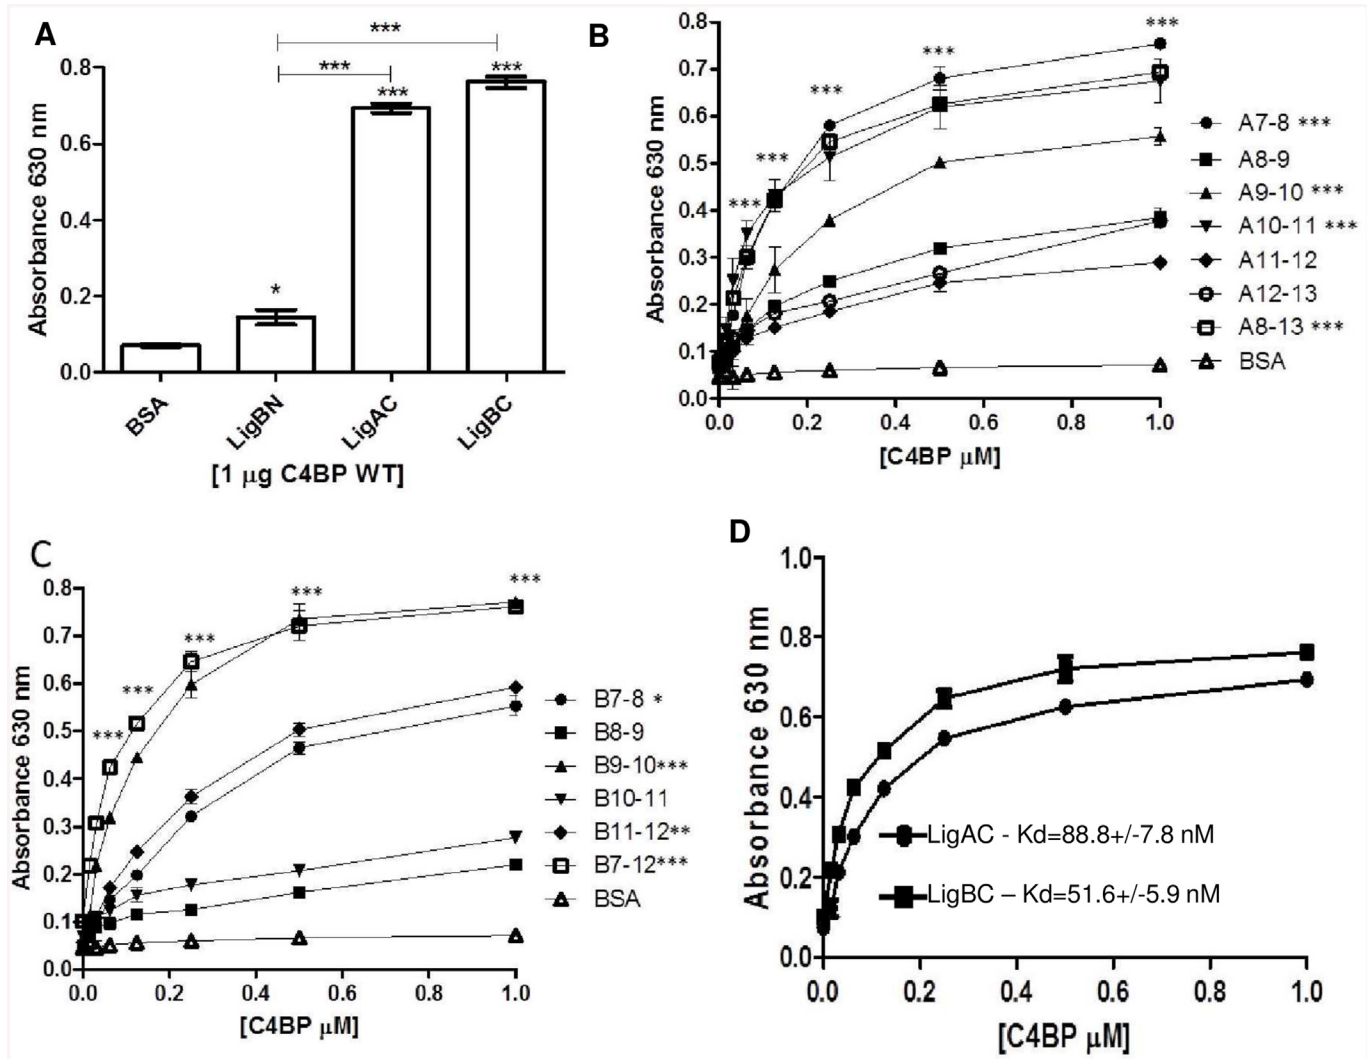 A
***
***
***
***
*
Absorbance 630 nm
0.8
0.6
0.4
0.2
0.0
BSA
LigBN
LigAC
LigBC
[1 µg C4BP WT]
B
***
***
***
***
***
Absorbance 630 nm
0.8
0.7
0.6
0.5
0.4
0.3
0.2
0.1
0.0
0.0 0.2 0.4 0.6 0.8 1.0
[C4BP µM]
A7-8 ***
A8-9
A9-10 ***
A10-11 ***
A11-12
A12-13
A8-13 ***
BSA
C
***
***
***
***
***
Absorbance 630 nm
0.8
0.7
0.6
0.5
0.4
0.3
0.2
0.1
0.0
0.0 0.2 0.4 0.6 0.8 1.0
[C4BP µM]
B7-8 *
B8-9
B9-10***
B10-11
B11-12**
B7-12***
BSA
D
Absorbance 630 nm
1.0
0.8
0.6
0.4
0.2
0.0
LigAC - Kd=88.8+/-7.8 nM
LigBC – Kd=51.6+/-5.9 nM
0.0 0.2 0.4 0.6 0.8 1.0
[C4BP µM]